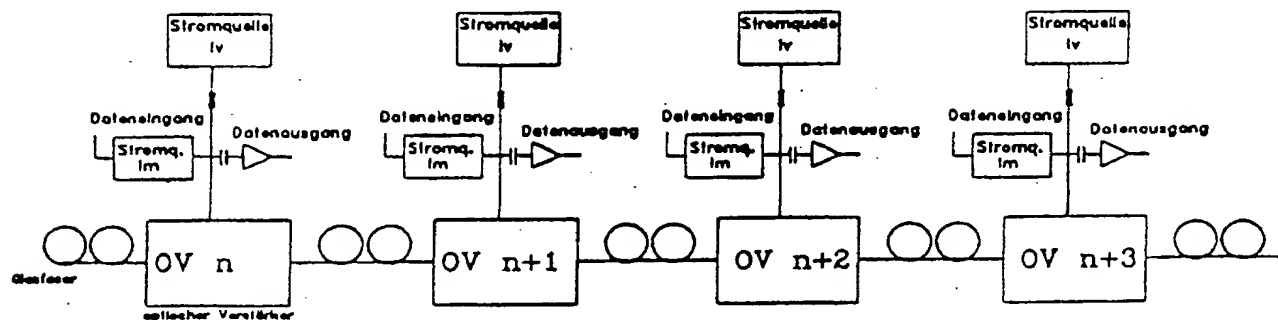 Stromquelle
Iv
Stromquelle
Iv
Stromquelle
Iv
Stromquelle
Iv
Dateneingang
Datenausgang
Stromq.
Im
Dateneingang
Datenausgang
Stromq.
Im
Dateneingang
Datenausgang
Stromq.
Im
Dateneingang
Datenausgang
Stromq.
Im
OV n
OV n+1
OV n+2
OV n+3
Glasfaser
optischer Verstärker